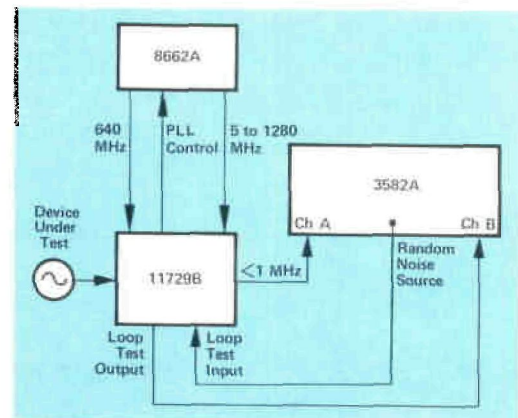 8662A
640
MHz
PLL
Control
5 to 1280
MHz
3582A
Ch A
Ch B
Device
Under
Test
11729B
<1 MHz
Random
Noise
Source
Loop
Test
Output
Loop
Test
Input